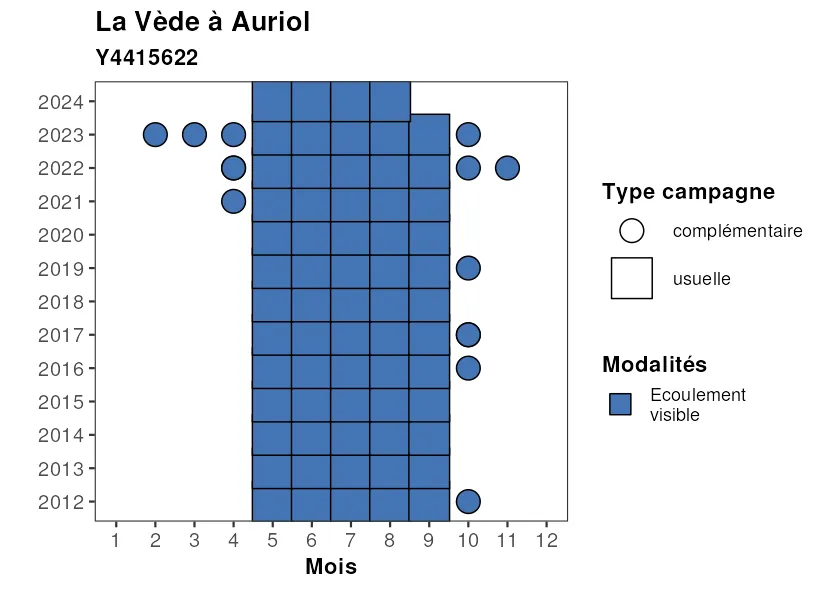 La Vède à Auriol
Y4415622
2024
2023
2022
2021
2020
2019
2018
2017
2016
2015
2014
2013
2012
1 2 3 4 5 6 7 8 9 10 11 12
Mois
Type campagne
complémentaire
usuelle
Modalités
Ecoulement
visible